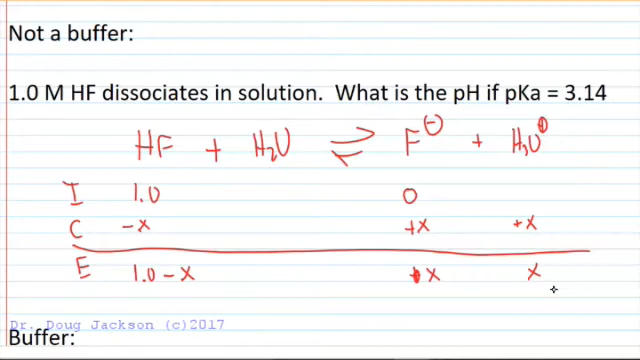 Not a buffer:
1.0 M HF dissociates in solution.  What is the pH if pKa = 3.14
HF + H₂O ⇌ F⊖ + H₃O⊕
I 1.0 0
C -x +x +x
E 1.0-x x x
Dr. Doug Jackson (c)2017
Buffer: